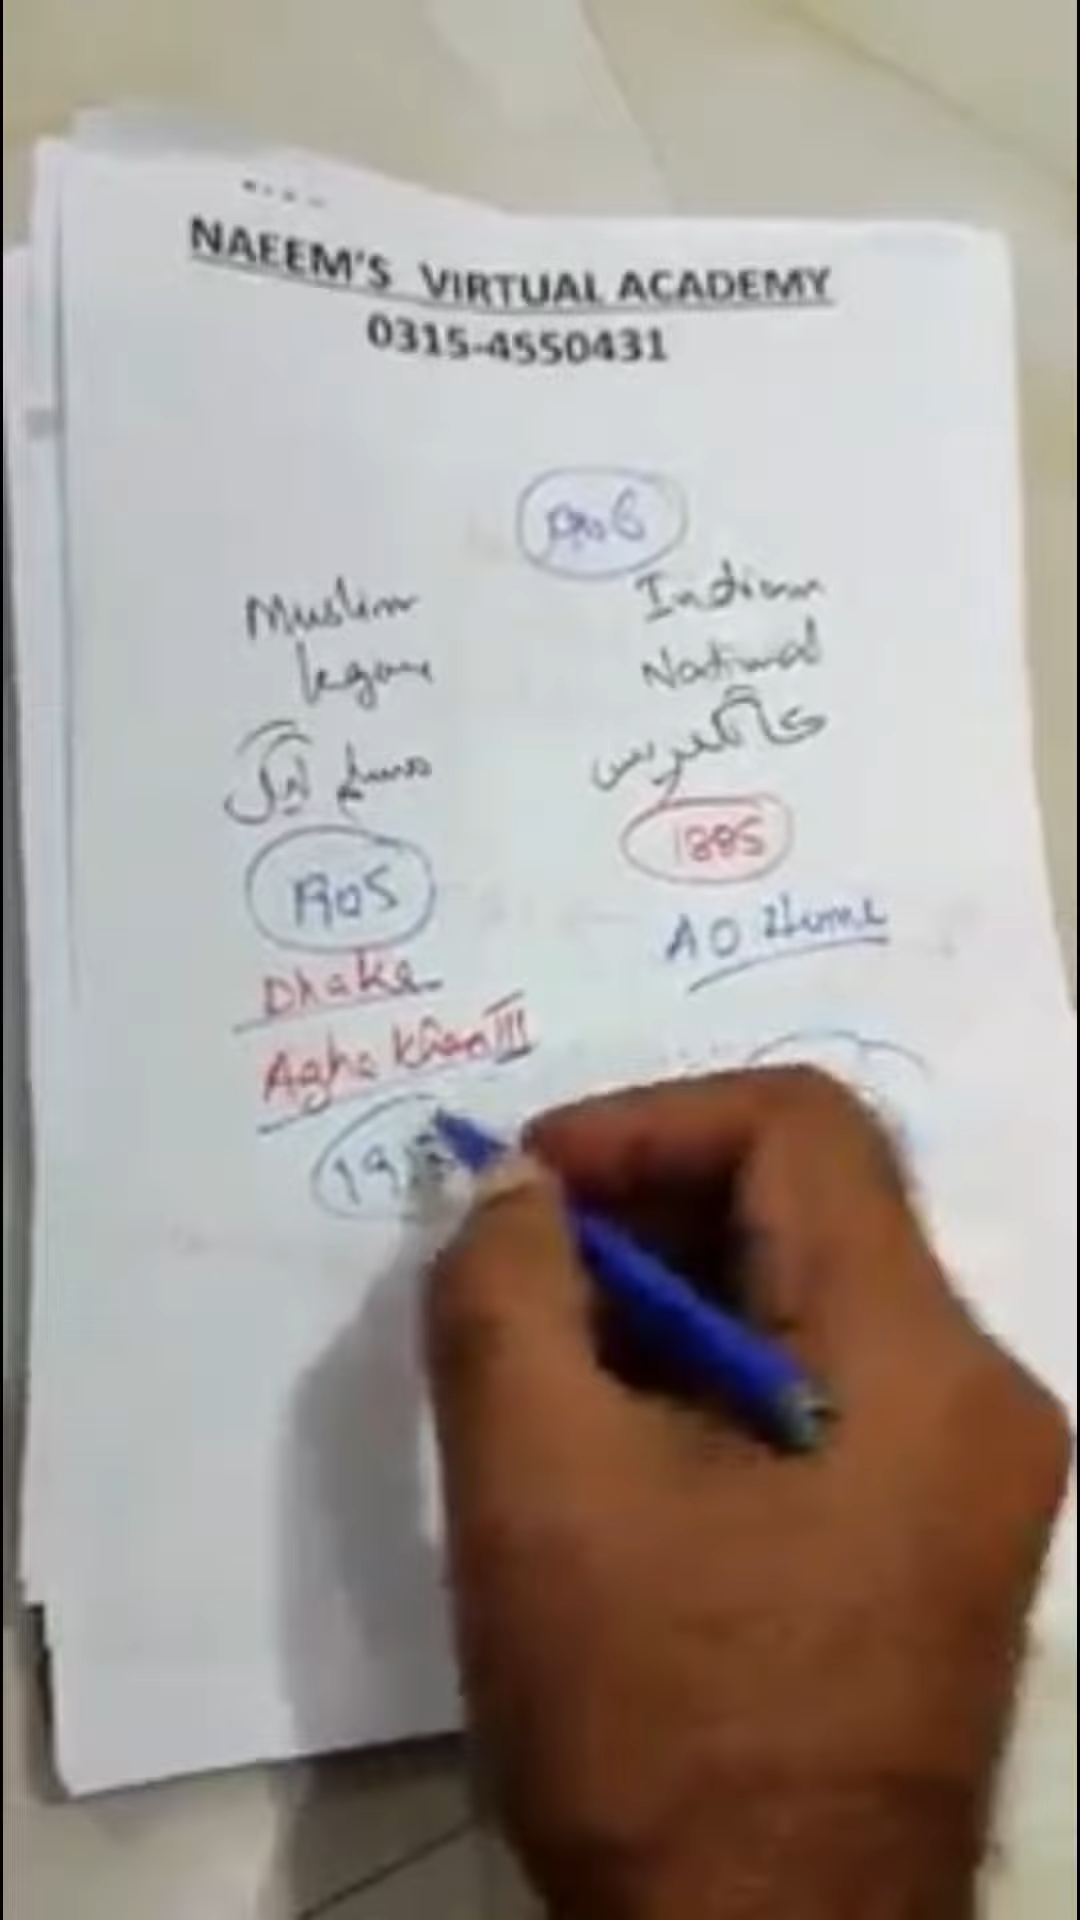 NAEEM'S VIRTUAL ACADEMY
0315-4550431
1906
Muslim
legaue
مسلم لیگ
1905
Dhaka
Agha Khan III
Indian
National
کانگریس
1885
A O Hume